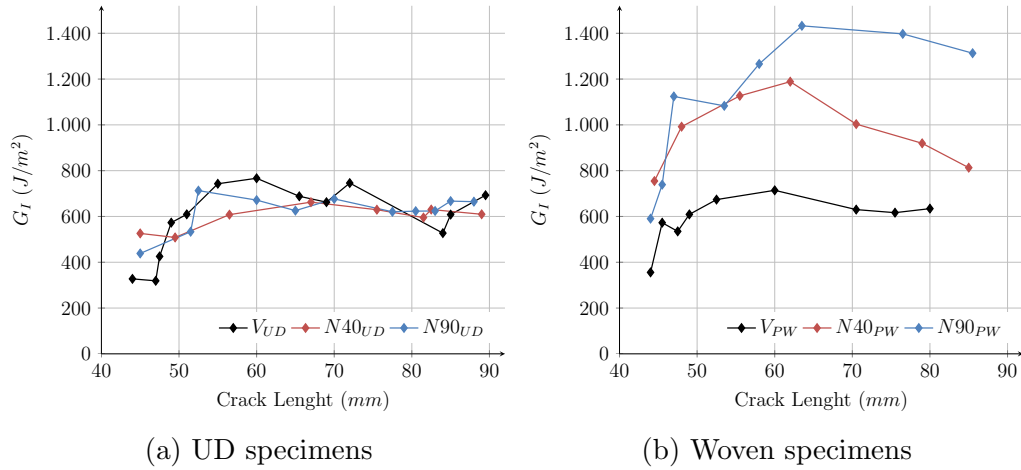 1.400
1.200
1.000
800
600
400
200
0
G_I (J/m²)
V_UD N40_UD N90_UD
40 50 60 70 80 90
Crack Lenght (mm)
(a) UD specimens
1.400
1.200
1.000
800
600
400
200
0
G_I (J/m²)
V_PW N40_PW N90_PW
40 50 60 70 80 90
Crack Lenght (mm)
(b) Woven specimens